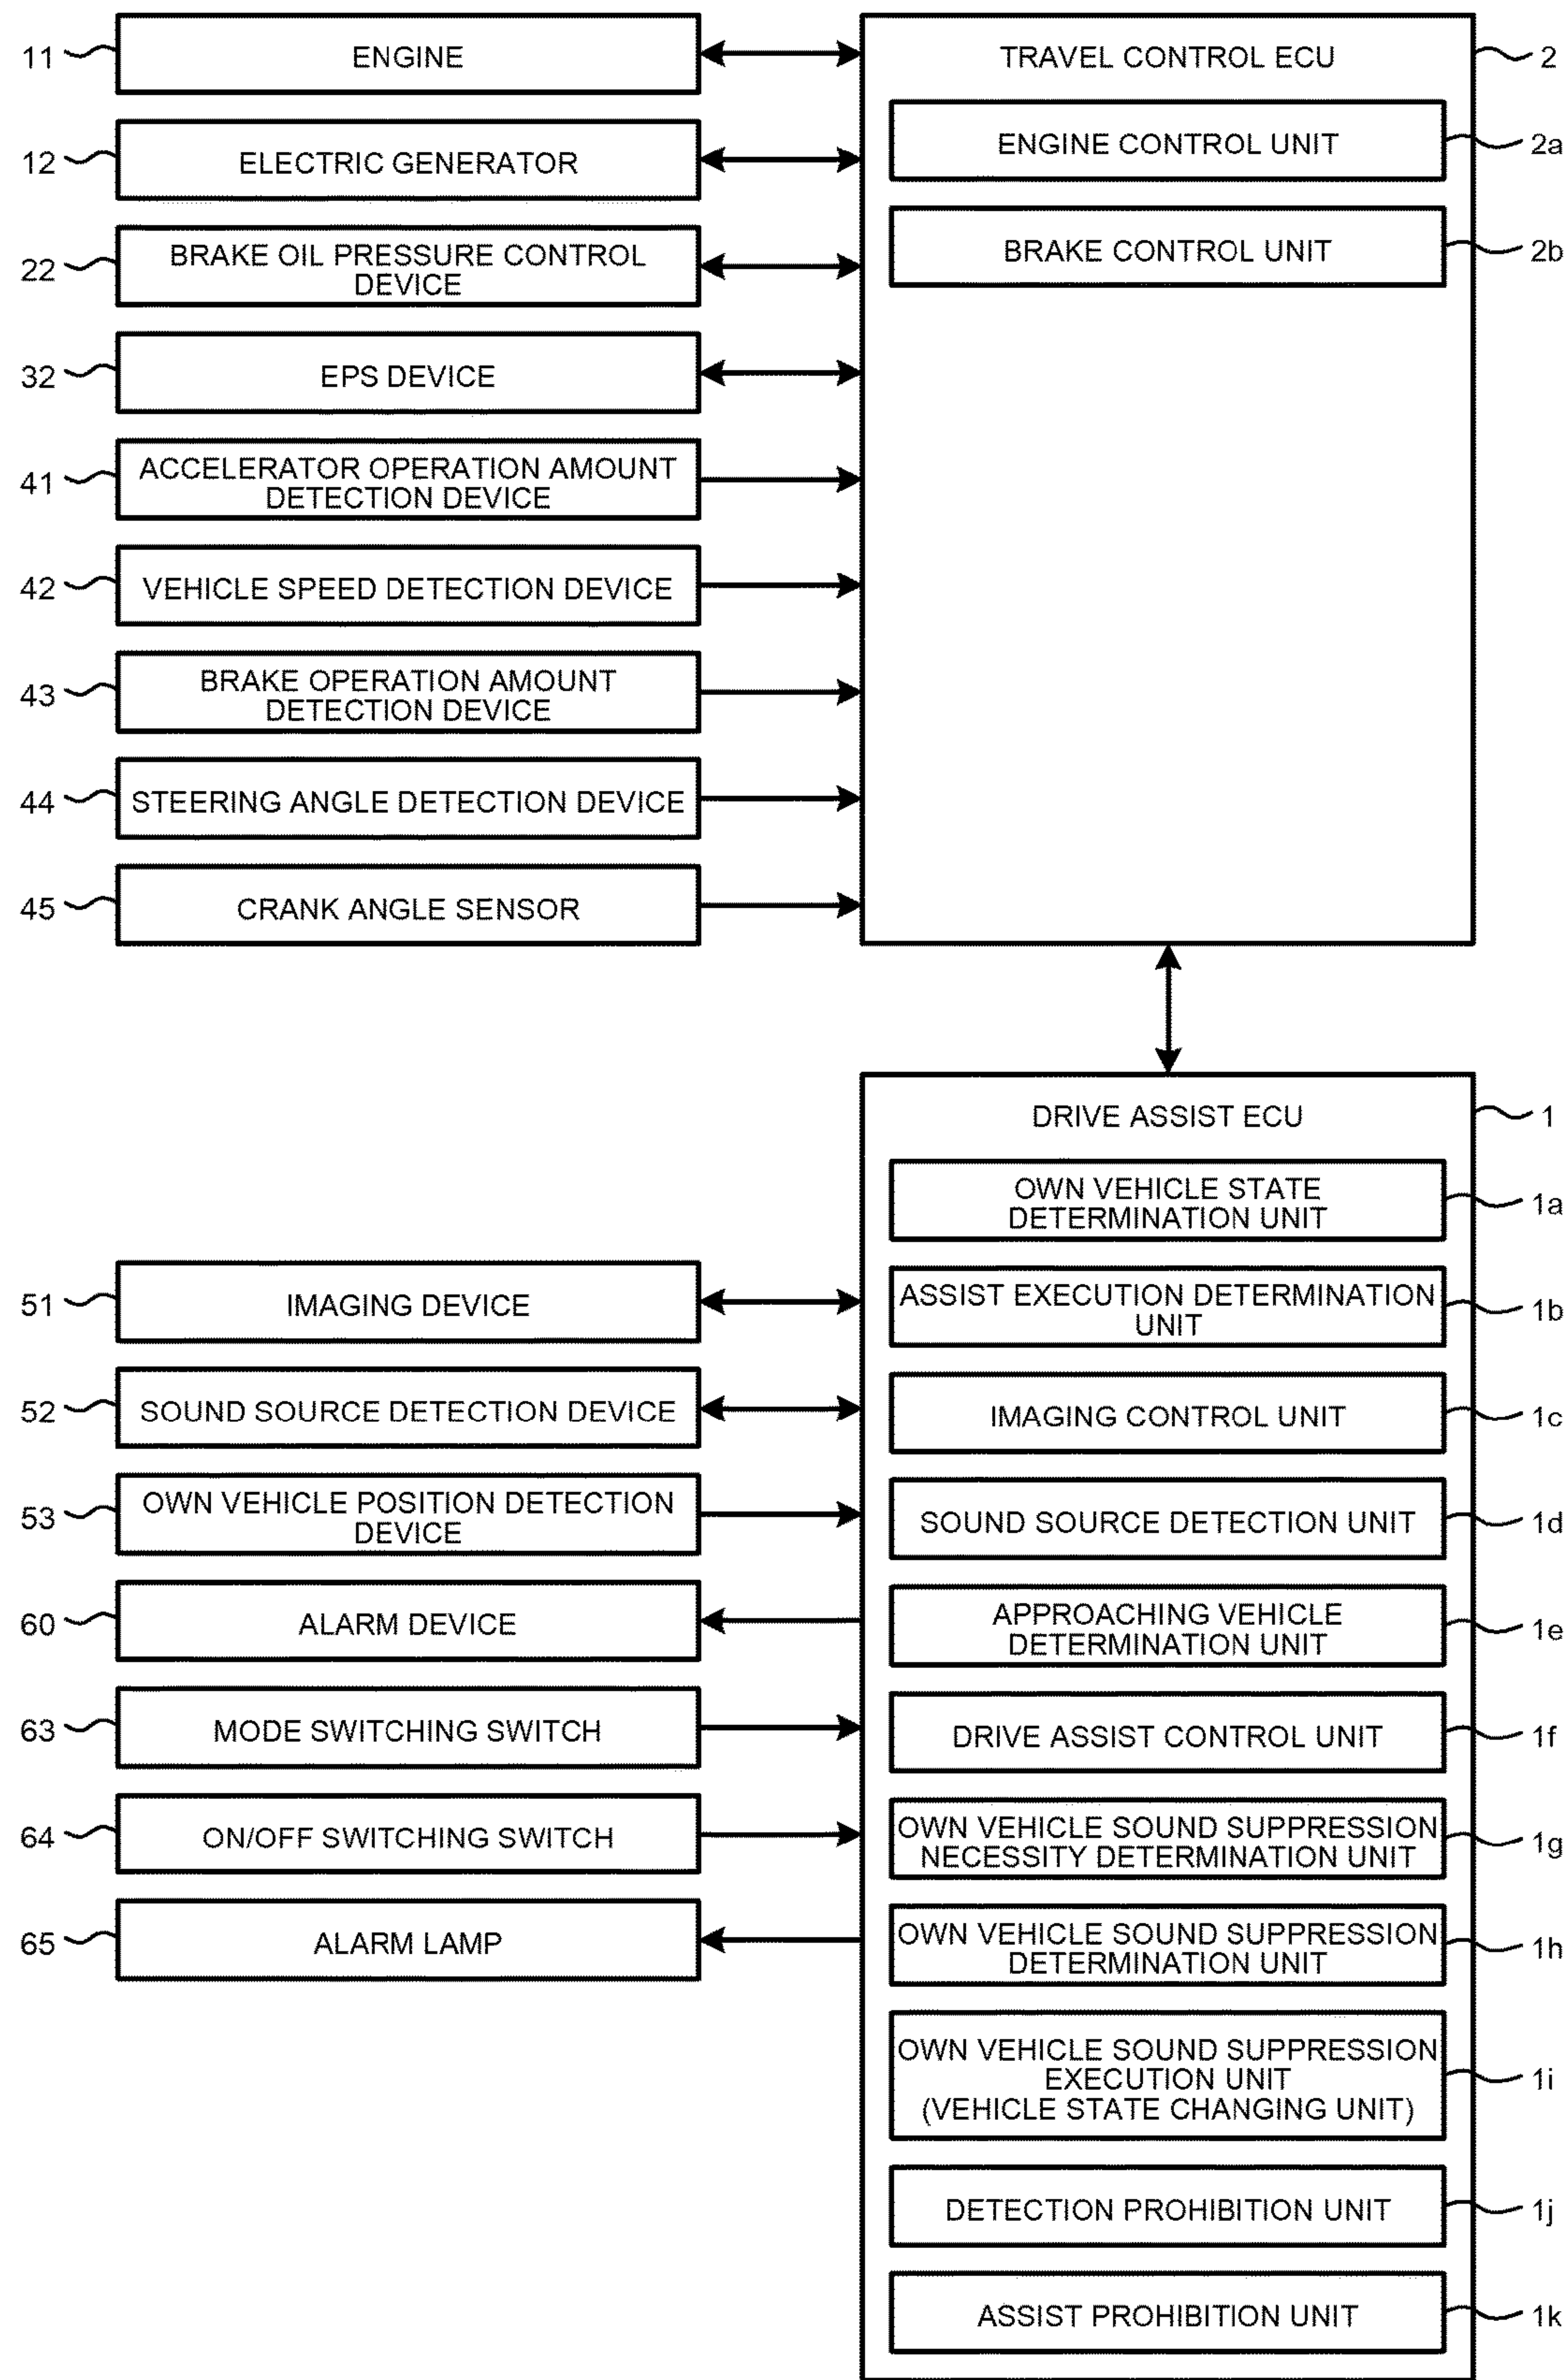 11
ENGINE
TRAVEL CONTROL ECU
2
ENGINE CONTROL UNIT
2a
12
ELECTRIC GENERATOR
BRAKE CONTROL UNIT
2b
22
BRAKE OIL PRESSURE CONTROL
DEVICE
32
EPS DEVICE
41
ACCELERATOR OPERATION AMOUNT
DETECTION DEVICE
42
VEHICLE SPEED DETECTION DEVICE
43
BRAKE OPERATION AMOUNT
DETECTION DEVICE
44
STEERING ANGLE DETECTION DEVICE
45
CRANK ANGLE SENSOR
DRIVE ASSIST ECU
1
OWN VEHICLE STATE
DETERMINATION UNIT
1a
51
IMAGING DEVICE
ASSIST EXECUTION DETERMINATION
UNIT
1b
52
SOUND SOURCE DETECTION DEVICE
IMAGING CONTROL UNIT
1c
53
OWN VEHICLE POSITION DETECTION
DEVICE
SOUND SOURCE DETECTION UNIT
1d
60
ALARM DEVICE
APPROACHING VEHICLE
DETERMINATION UNIT
1e
63
MODE SWITCHING SWITCH
DRIVE ASSIST CONTROL UNIT
1f
64
ON/OFF SWITCHING SWITCH
OWN VEHICLE SOUND SUPPRESSION
NECESSITY DETERMINATION UNIT
1g
65
ALARM LAMP
OWN VEHICLE SOUND SUPPRESSION
DETERMINATION UNIT
1h
OWN VEHICLE SOUND SUPPRESSION
EXECUTION UNIT
(VEHICLE STATE CHANGING UNIT)
1i
DETECTION PROHIBITION UNIT
1j
ASSIST PROHIBITION UNIT
1k